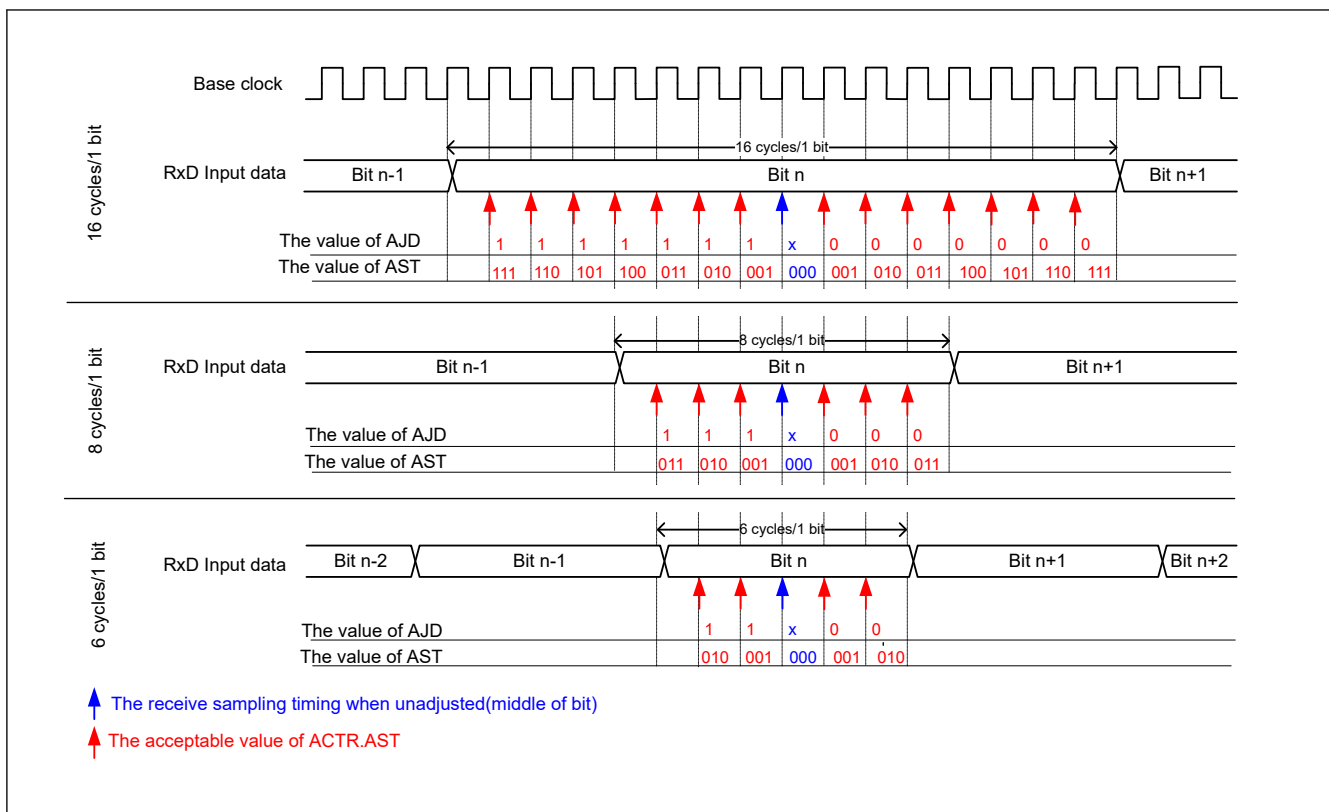 Base clock
16 cycles/1 bit
16 cycles/1 bit
RxD Input data Bit n-1 Bit n Bit n+1
The value of AJD 1 1 1 1 1 1 1 x 0 0 0 0 0 0 0
The value of AST 111 110 101 100 011 010 001 000 001 010 011 100 101 110 111
8 cycles/1 bit
8 cycles/1 bit
RxD Input data Bit n-1 Bit n Bit n+1
The value of AJD 1 1 1 x 0 0 0
The value of AST 011 010 001 000 001 010 011
6 cycles/1 bit
6 cycles/1 bit
RxD Input data Bit n-2 Bit n-1 Bit n Bit n+1 Bit n+2
The value of AJD 1 1 x 0 0
The value of AST 010 001 000 001 010
The receive sampling timing when unadjusted(middle of bit)
The acceptable value of ACTR.AST